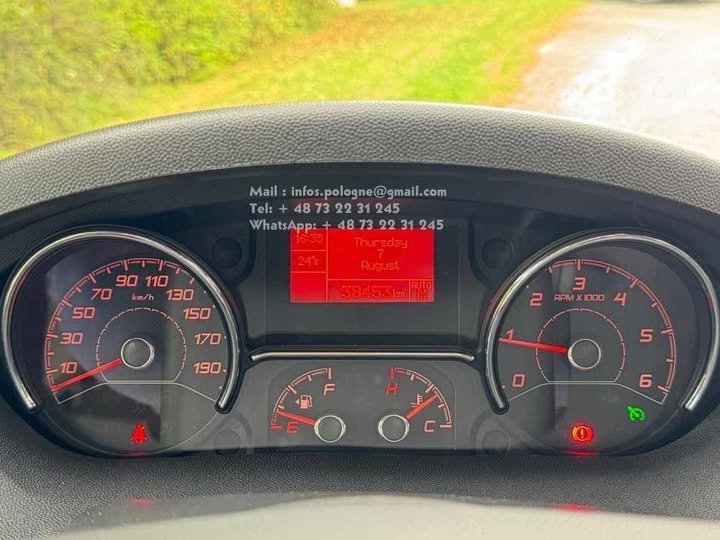 Mail : infos.pologne@gmail.com
Tel: + 48 73 22 31 245
WhatsApp: + 48 73 22 31 245
16:35
Thursday
7
August
24°c
38453 km
AUTO
10
30
50
70
90
110
130
150
170
190
km/h
0
1
2
3
4
5
6
RPM X 1000
F
E
H
C